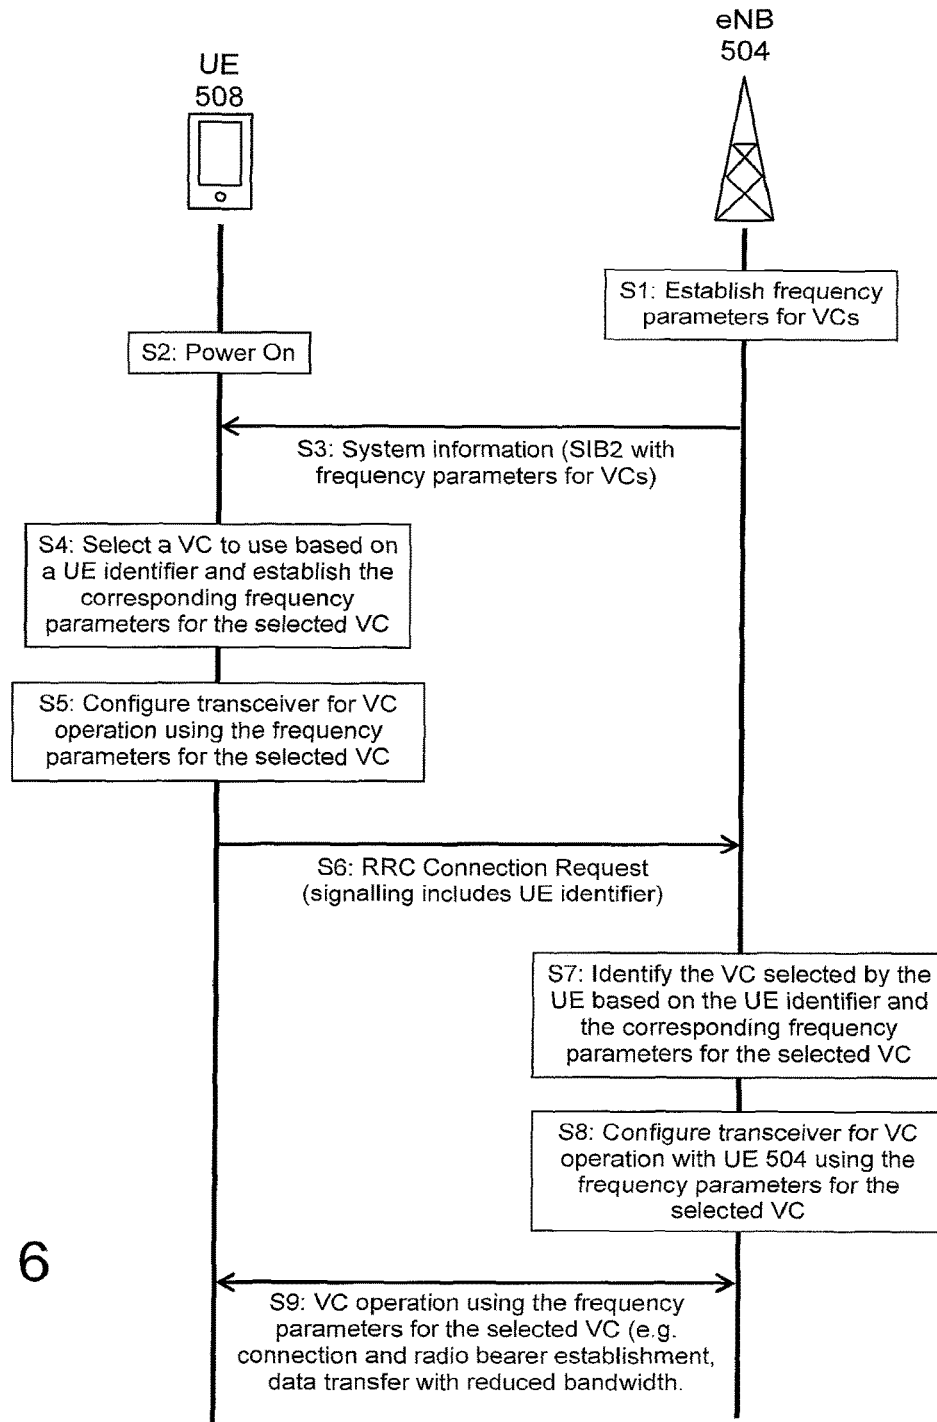 eNB
504
UE
508
S1: Establish frequency
parameters for VCs
S2: Power On
S3: System information (SIB2 with
frequency parameters for VCs)
S4: Select a VC to use based on
a UE identifier and establish the
corresponding frequency
parameters for the selected VC
S5: Configure transceiver for VC
operation using the frequency
parameters for the selected VC
S6: RRC Connection Request
(signalling includes UE identifier)
S7: Identify the VC selected by the
UE based on the UE identifier and
the corresponding frequency
parameters for the selected VC
S8: Configure transceiver for VC
operation with UE 504 using the
frequency parameters for the
selected VC
6
S9: VC operation using the frequency
parameters for the selected VC (e.g.
connection and radio bearer establishment,
data transfer with reduced bandwidth.